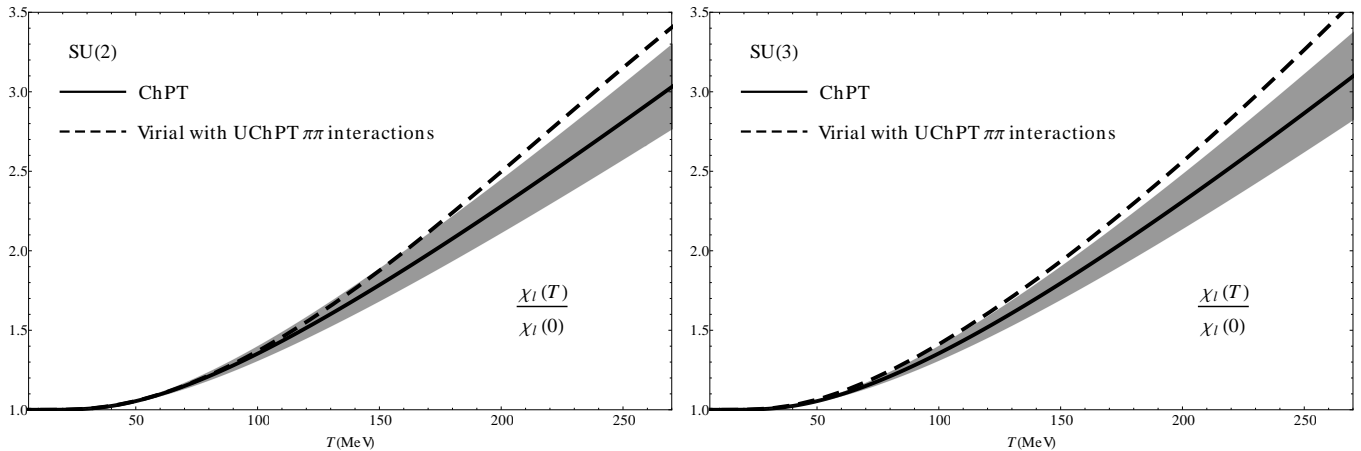 3.5
SU(2)
ChPT
3.0
Virial with UChPT ππ interactions
2.5
2.0
χl(T)
χl(0)
1.5
1.0
50 100 150 200 250
T(MeV)
3.5
SU(3)
ChPT
3.0
Virial with UChPT ππ interactions
2.5
2.0
χl(T)
χl(0)
1.5
1.0
50 100 150 200 250
T(MeV)